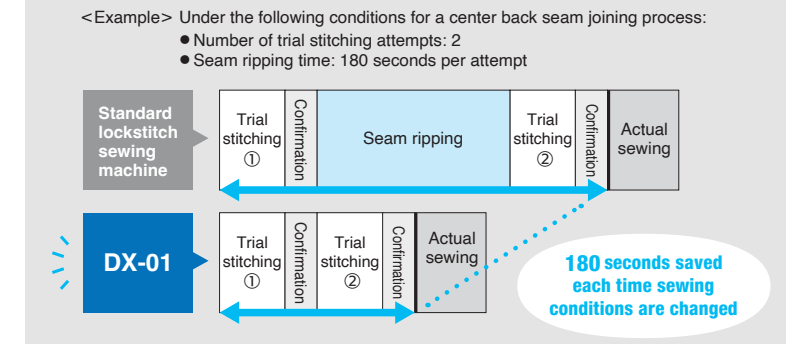 <Example> Under the following conditions for a center back seam joining process:
● Number of trial stitching attempts: 2
● Seam ripping time: 180 seconds per attempt
Standard
lockstitch
sewing
machine
Trial
stitching
①
Confirmation
Seam ripping
Trial
stitching
②
Confirmation
Actual
sewing
DX-01
Trial
stitching
①
Confirmation
Trial
stitching
②
Confirmation
Actual
sewing
180 seconds saved
each time sewing
conditions are changed